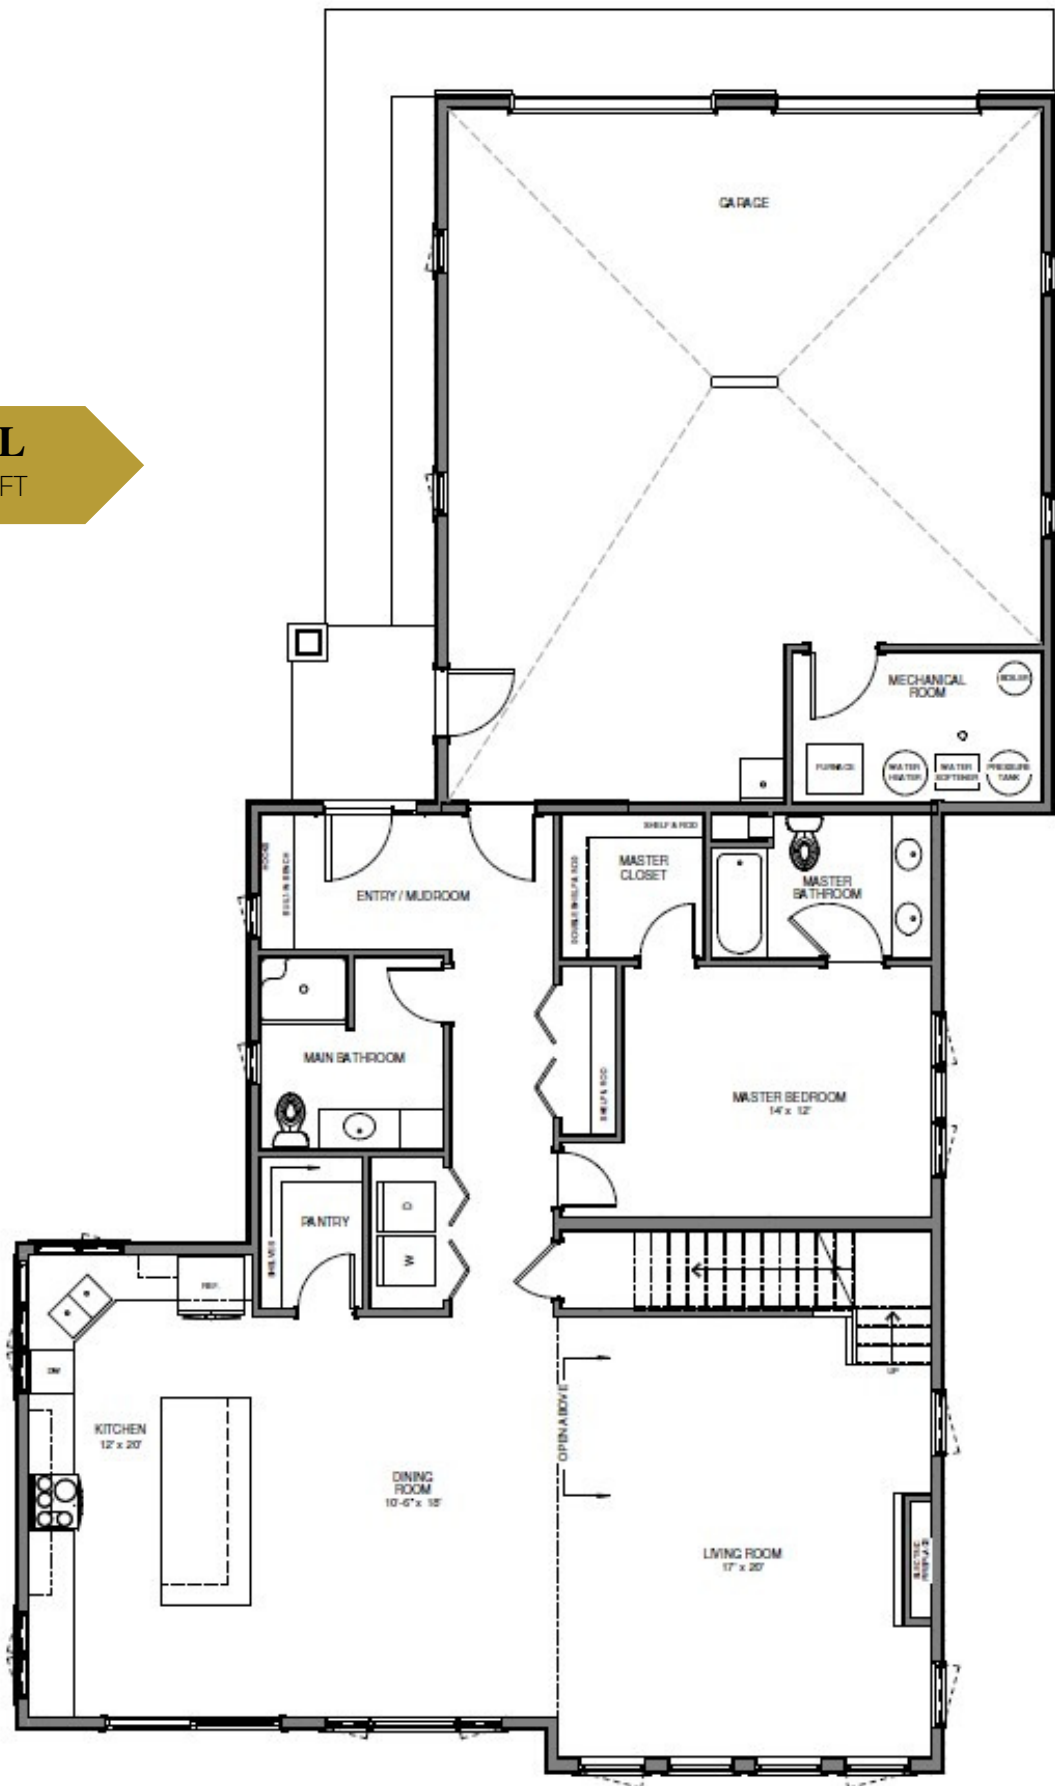 GARAGE
L
FT
MECHANICAL
ROOM
BOILER
FURNACE
WATER
HEATER
WATER
SOFTENER
PRESSURE
TANK
HOOKS
BUILT-IN BENCH
ENTRY / MUDROOM
SHELF & ROD
DOUBLE SHELF & ROD
MASTER
CLOSET
MASTER
BATHROOM
MAIN BATHROOM
SHELF & ROD
MASTER BEDROOM
14' x 12'
SHELVES
PANTRY
D
W
REF.
DW
UP
KITCHEN
12' x 20'
OPEN ABOVE
DINING
ROOM
10'-6" x 18'
LIVING ROOM
17' x 20'
ELECTRIC
FIREPLACE